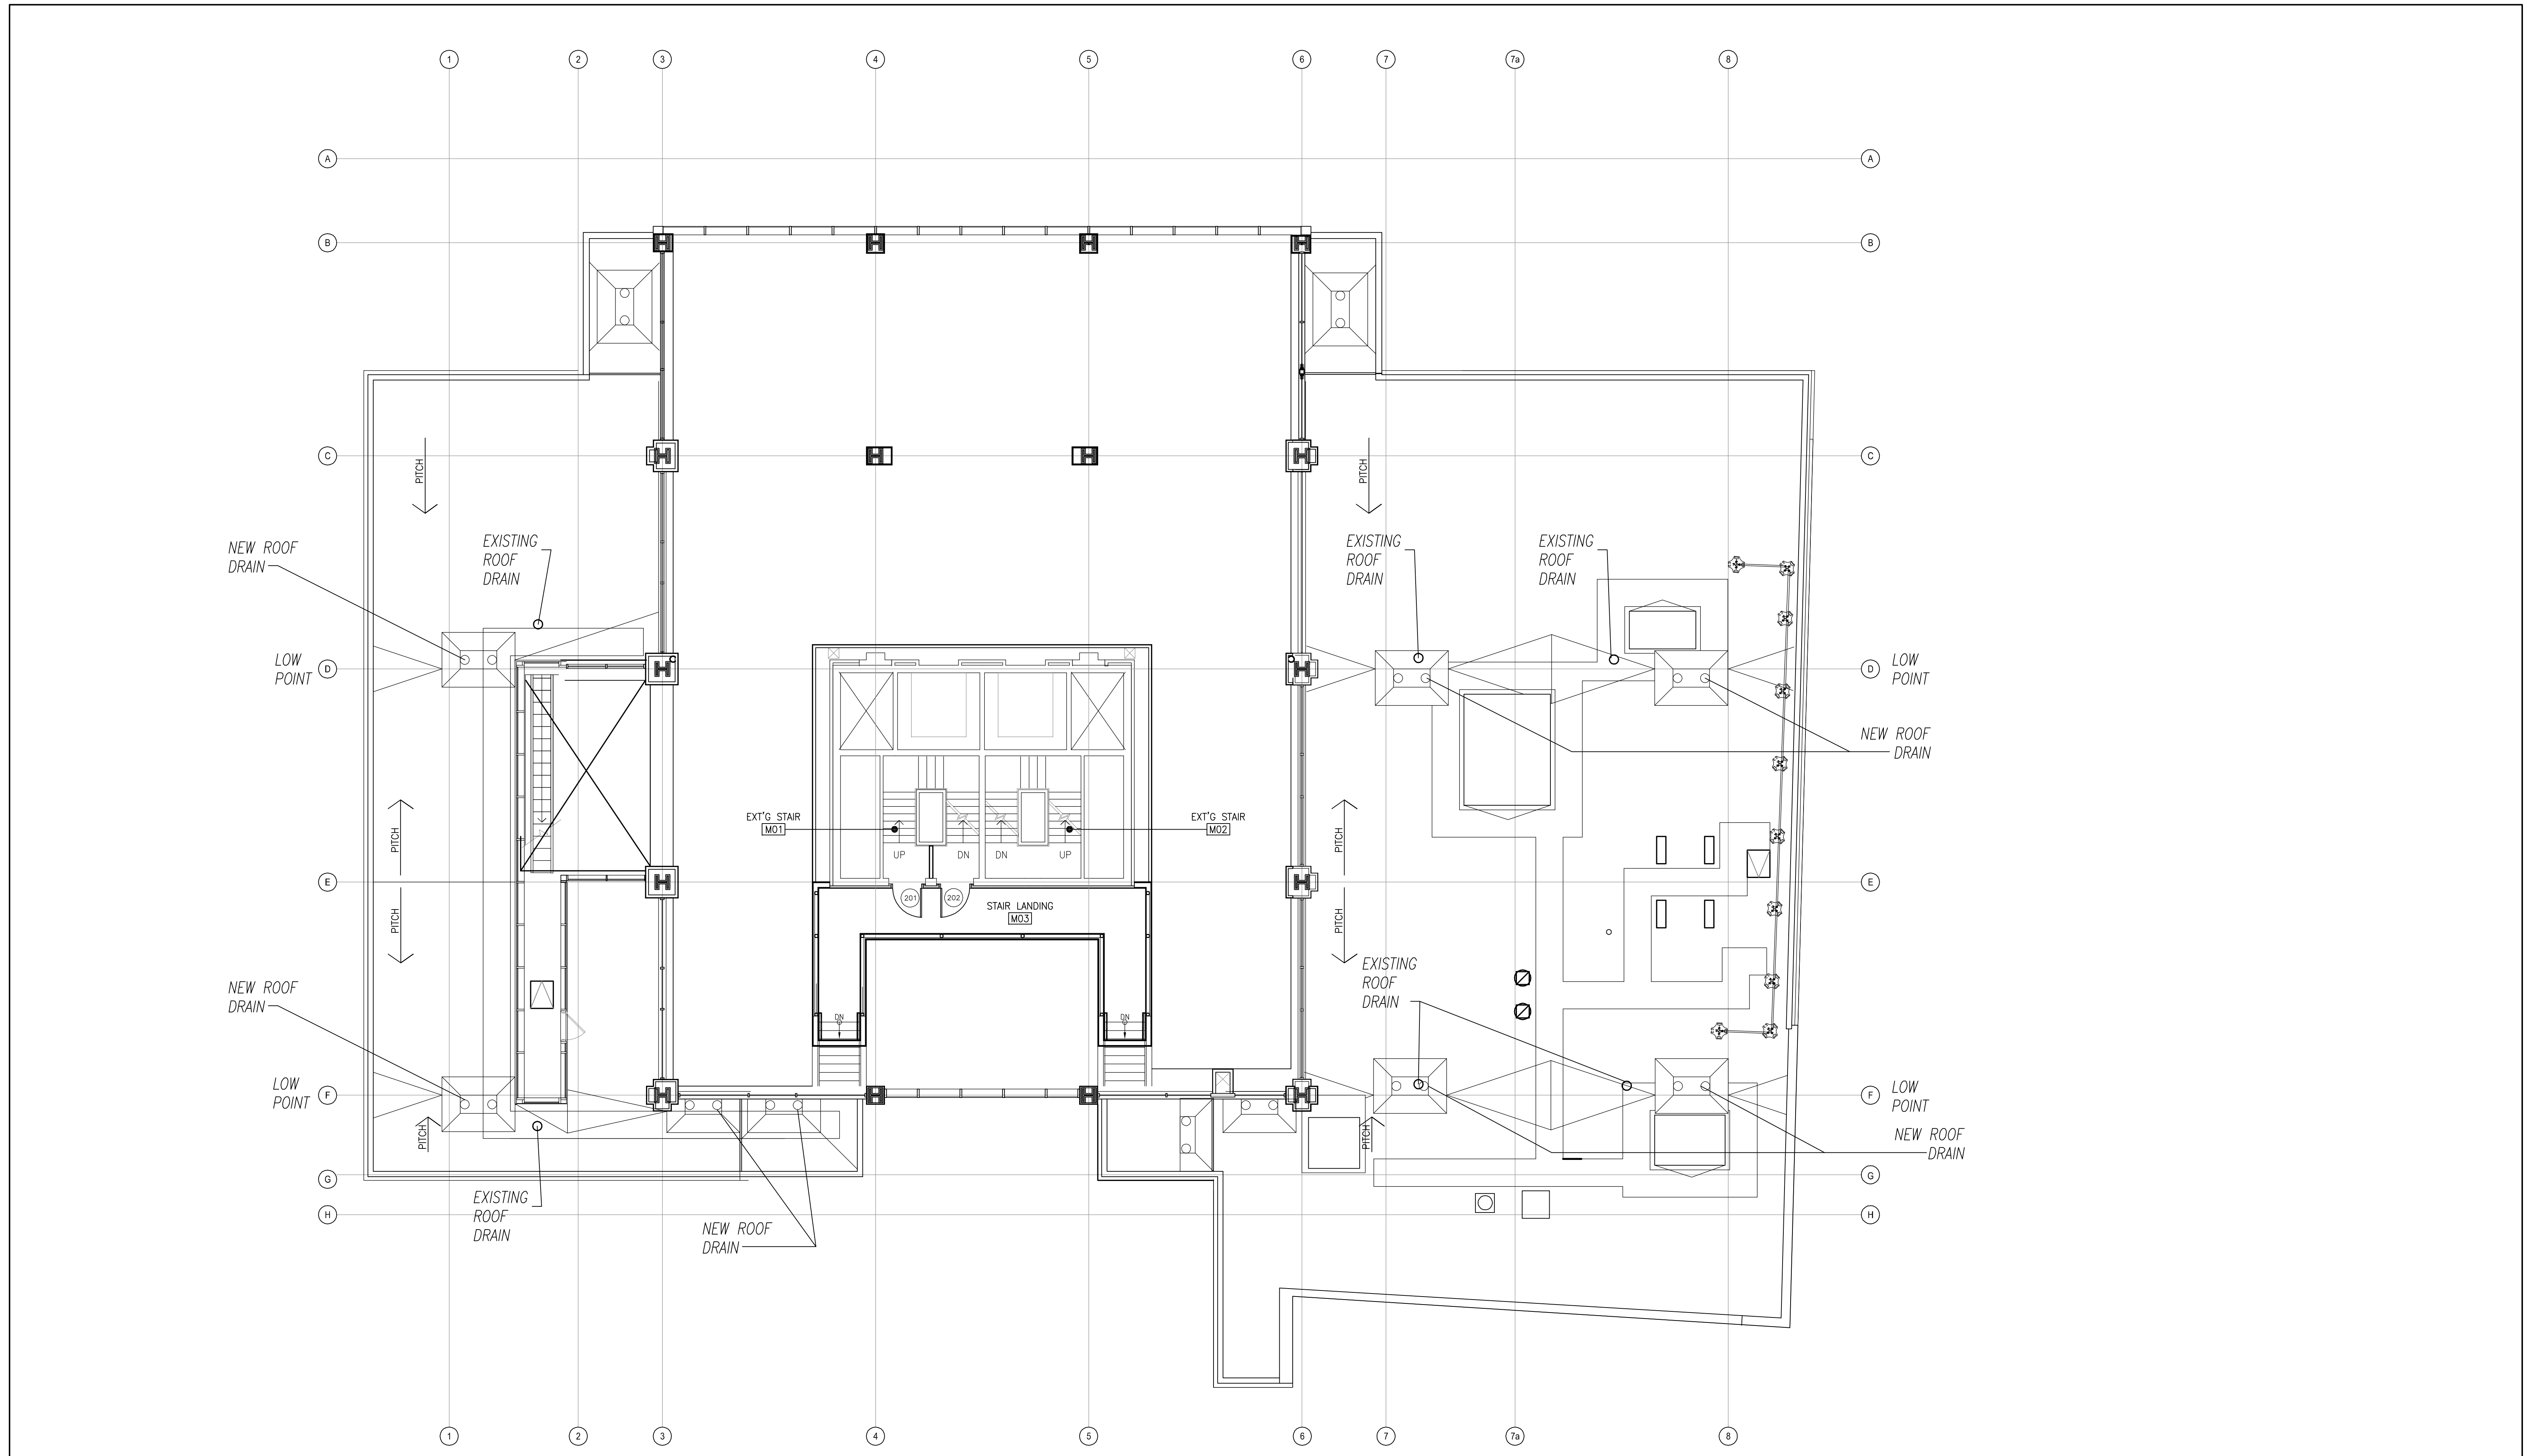 1 2 3 4 5 6 7 7a 8
A A
B B
C C
PITCH
PITCH
NEW ROOF
DRAIN
EXISTING
ROOF
DRAIN
EXISTING
ROOF
DRAIN
EXISTING
ROOF
DRAIN
LOW
POINT
D D
LOW
POINT
NEW ROOF
DRAIN
PITCH
PITCH
EXT'G STAIR
M01
EXT'G STAIR
M02
UP DN DN UP
E E
201 202
STAIR LANDING
M03
PITCH
PITCH
EXISTING
ROOF
DRAIN
NEW ROOF
DRAIN
DN DN
LOW
POINT
F F
LOW
POINT
PITCH
PITCH
NEW ROOF
DRAIN
G G
EXISTING
ROOF
DRAIN
H H
NEW ROOF
DRAIN
1 2 3 4 5 6 7 7a 8